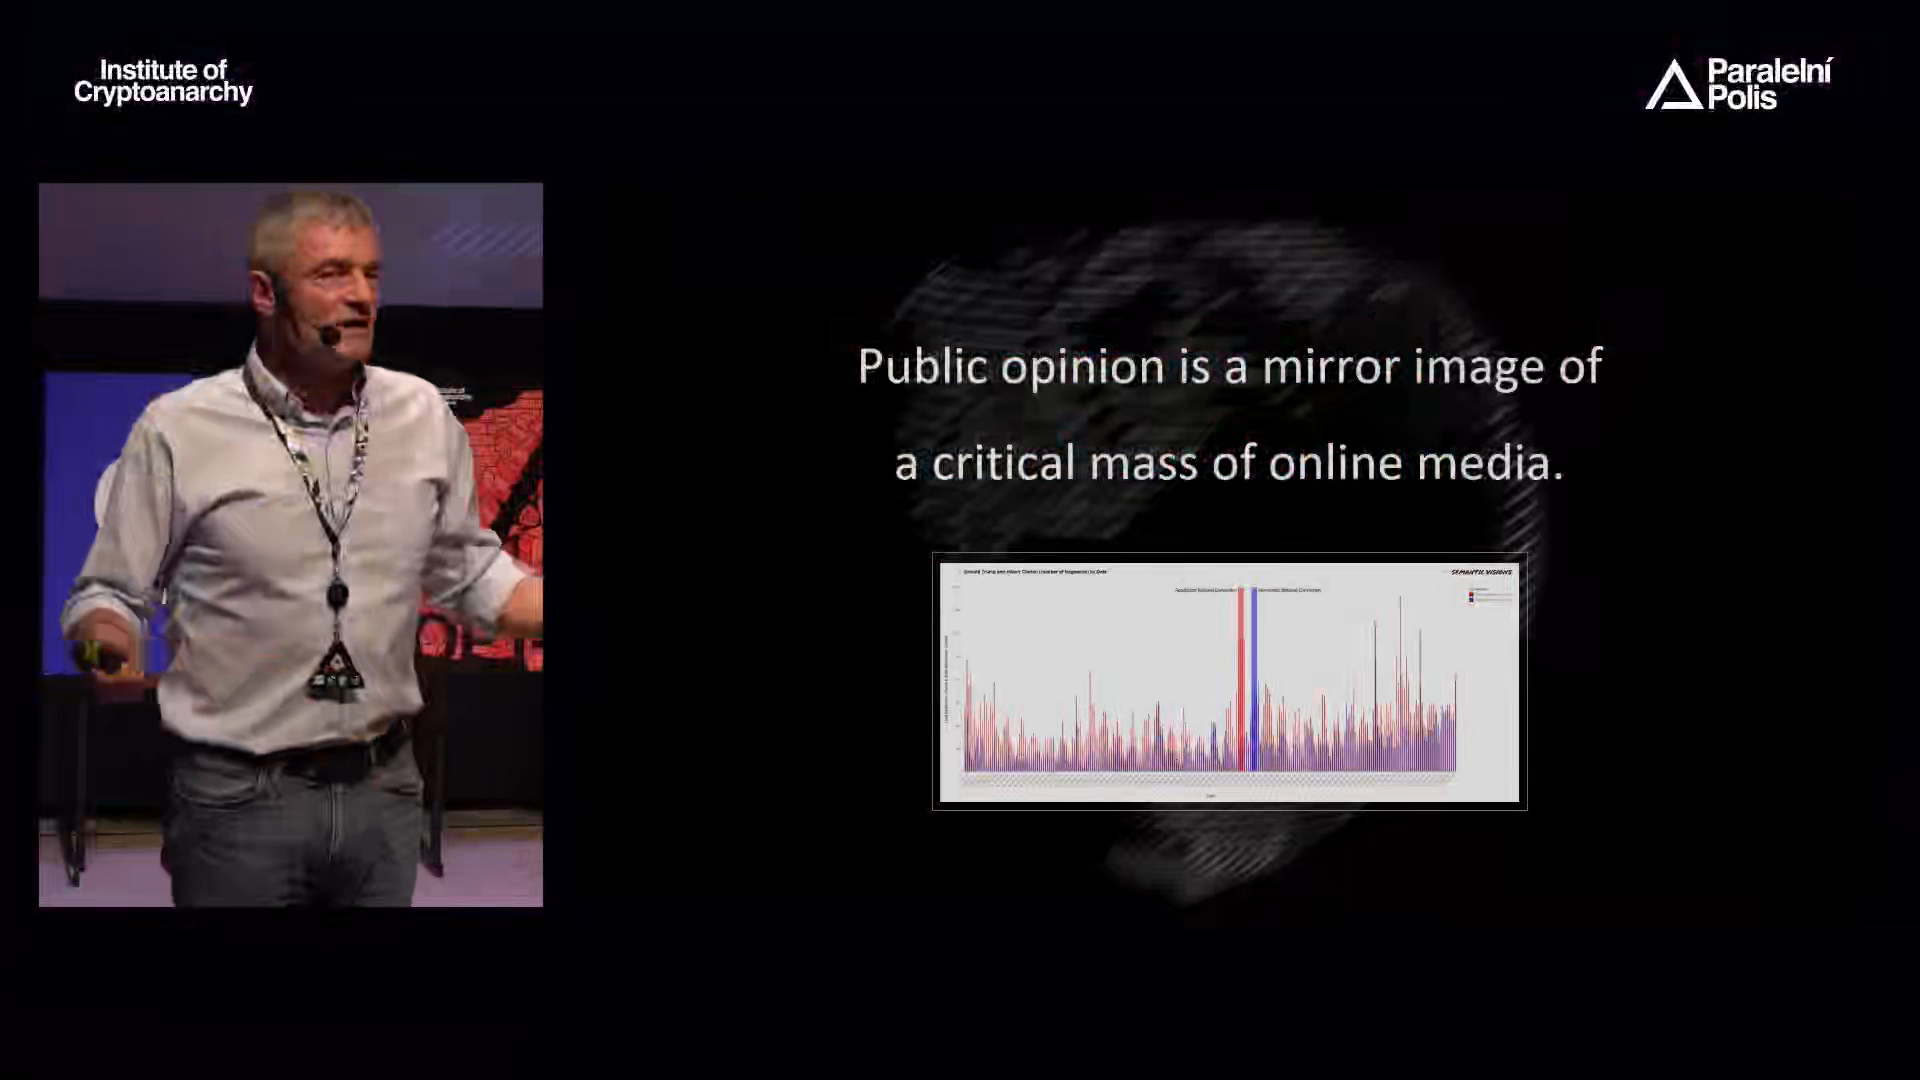 Institute of
Cryptoanarchy
Paralelní
Polis
Public opinion is a mirror image of
a critical mass of online media.
SEMANTIC VISIONS